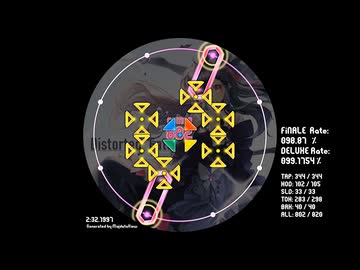 FiNALE Rate:
098.87 %
DELUXE Rate:
099.1754%
TAP: 344 / 344
HOD: 102 / 105
SLD: 33 / 33
TOH: 283 / 298
BRK: 40 / 40
ALL: 802 / 820
2:32.1997
Generated by MajdataView